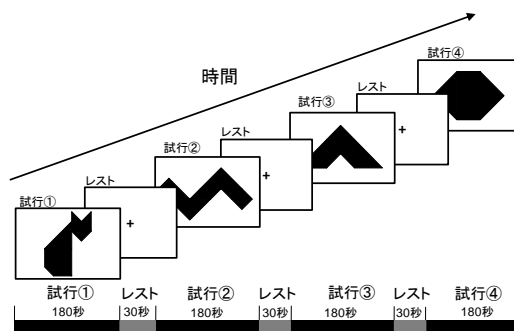 時間
試行④
レスト
試行③
レスト
試行②
レスト
試行①
+
+
+
試行① レスト 試行② レスト 試行③ レスト 試行④
180秒 30秒 180秒 30秒 180秒 30秒 180秒